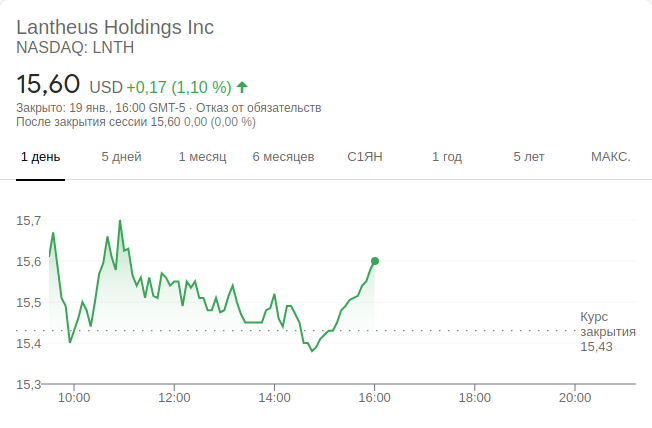 Lantheus Holdings Inc
NASDAQ: LNTH
15,60 USD +0,17 (1,10 %)
Закрыто: 19 янв., 16:00 GMT-5 · Отказ от обязательств
После закрытия сессии 15,60 0,00 (0,00 %)
1 день 5 дней 1 месяц 6 месяцев С1ЯН 1 год 5 лет МАКС.
15,7
15,6
15,5
Курс
закрытия
15,43
15,4
15,3
10:00 12:00 14:00 16:00 18:00 20:00